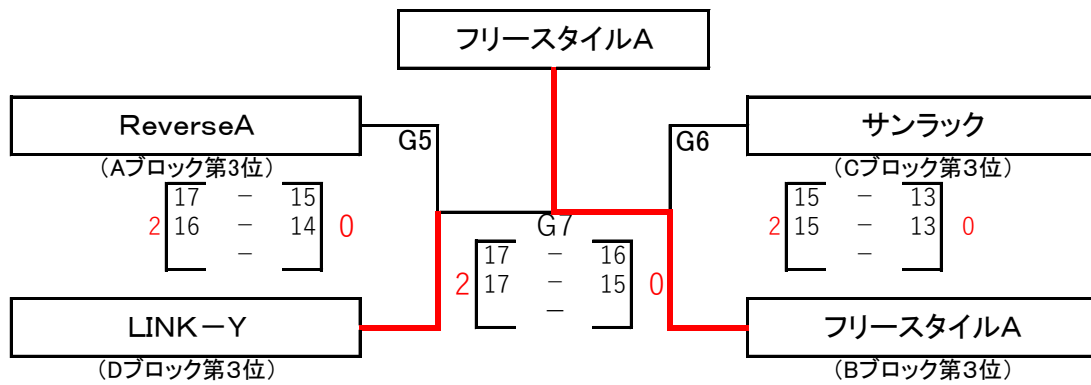 フリースタイルA
ReverseA
サンラック
G5
G6
（Aブロック第3位）
（Cブロック第３位）
17 － 15
2 16 － 14 0
－
15 － 13
2 15 － 13 0
－
G7
17 － 16
2 17 － 15 0
－
LINK－Y
フリースタイルA
（Dブロック第３位）
（Bブロック第３位）